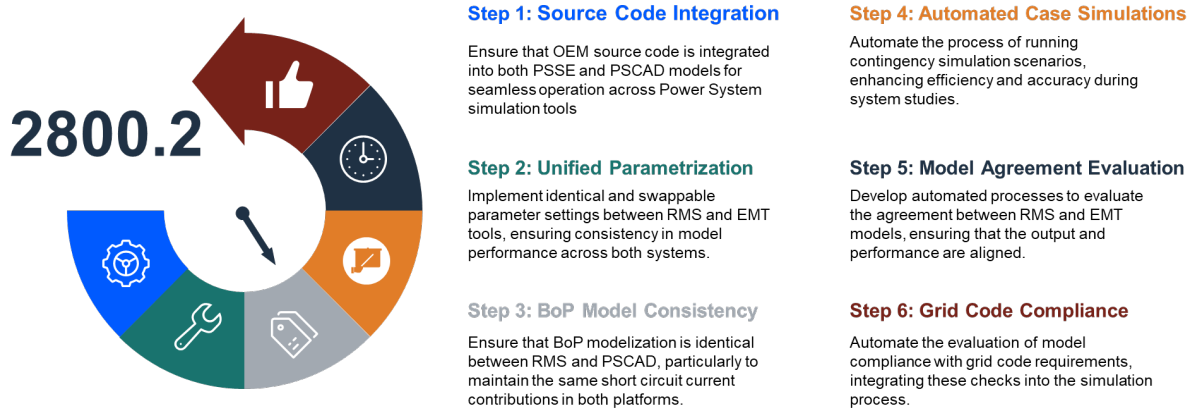 2800.2
Step 1: Source Code Integration
Ensure that OEM source code is integrated
into both PSSE and PSCAD models for
seamless operation across Power System
simulation tools
Step 2: Unified Parametrization
Implement identical and swappable
parameter settings between RMS and EMT
tools, ensuring consistency in model
performance across both systems.
Step 3: BoP Model Consistency
Ensure that BoP modelization is identical
between RMS and PSCAD, particularly to
maintain the same short circuit current
contributions in both platforms.
Step 4: Automated Case Simulations
Automate the process of running
contingency simulation scenarios,
enhancing efficiency and accuracy during
system studies.
Step 5: Model Agreement Evaluation
Develop automated processes to evaluate
the agreement between RMS and EMT
models, ensuring that the output and
performance are aligned.
Step 6: Grid Code Compliance
Automate the evaluation of model
compliance with grid code requirements,
integrating these checks into the simulation
process.